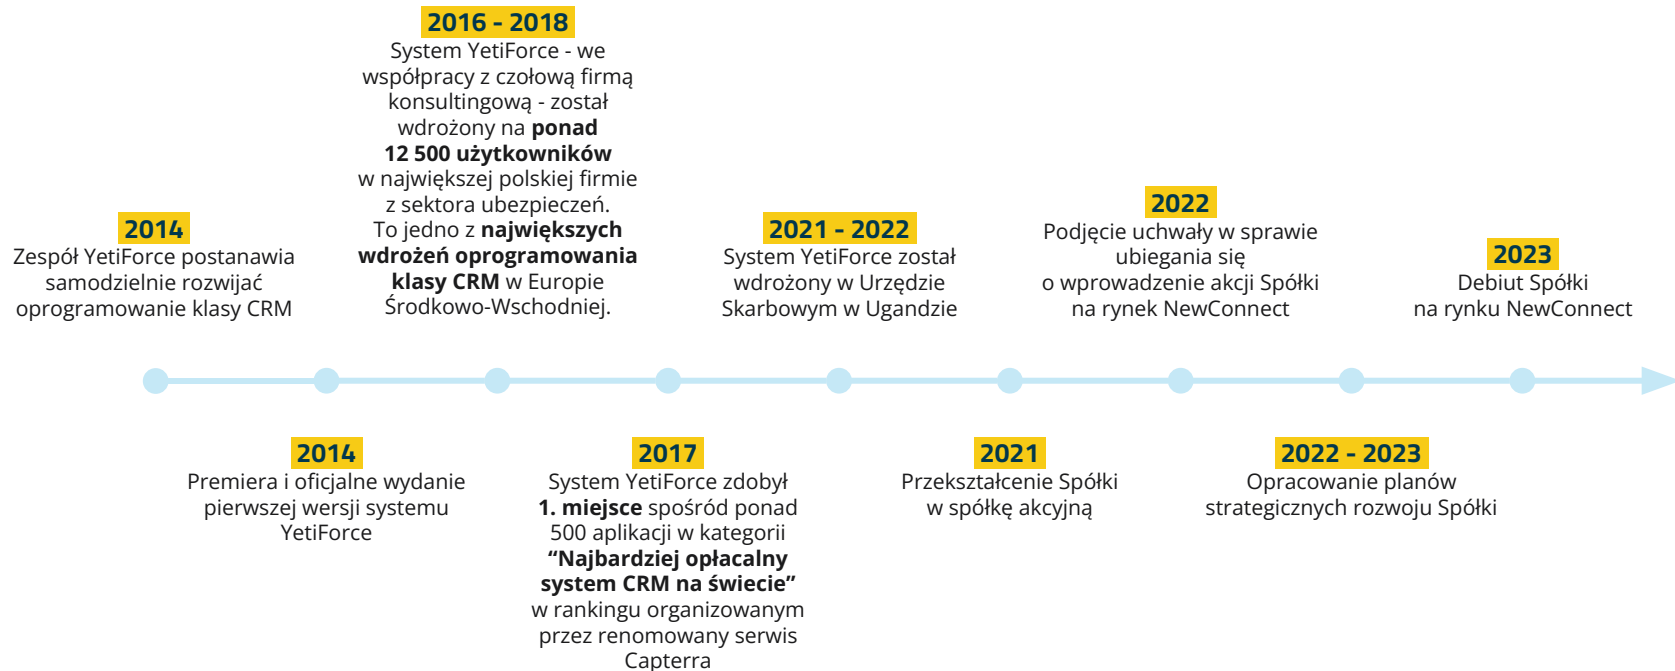 2014
Zespół YetiForce postanawia
samodzielnie rozwijać
oprogramowanie klasy CRM
2014
Premiera i oficjalne wydanie
pierwszej wersji systemu
YetiForce
2016 - 2018
System YetiForce - we
współpracy z czołową firmą
konsultingową - został
wdrożony na ponad
12 500 użytkowników
w największej polskiej firmie
z sektora ubezpieczeń.
To jedno z największych
wdrożeń oprogramowania
klasy CRM w Europie
Środkowo-Wschodniej.
2017
System YetiForce zdobył
1. miejsce spośród ponad
500 aplikacji w kategorii
“Najbardziej opłacalny
system CRM na świecie”
w rankingu organizowanym
przez renomowany serwis
Capterra
2021 - 2022
System YetiForce został
wdrożony w Urzędzie
Skarbowym w Ugandzie
2021
Przekształcenie Spółki
w spółkę akcyjną
2022
Podjęcie uchwały w sprawie
ubiegania się
o wprowadzenie akcji Spółki
na rynek NewConnect
2022 - 2023
Opracowanie planów
strategicznych rozwoju Spółki
2023
Debiut Spółki
na rynku NewConnect